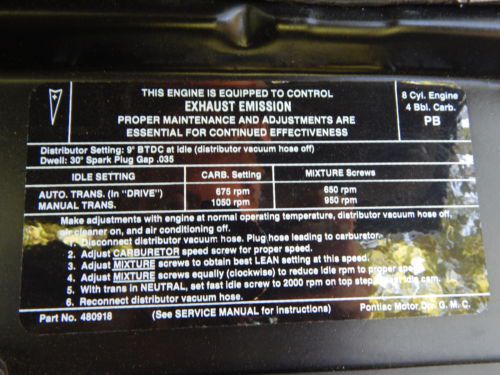 THIS ENGINE IS EQUIPPED TO CONTROL
EXHAUST EMISSION
PROPER MAINTENANCE AND ADJUSTMENTS ARE
ESSENTIAL FOR CONTINUED EFFECTIVENESS
8 Cyl. Engine
4 Bbl. Carb.
PB
Distributor Setting: 9° BTDC at idle (distributor vacuum hose off)
Dwell: 30° Spark Plug Gap .035
IDLE SETTING CARB. Setting MIXTURE Screws
AUTO. TRANS. (in "DRIVE") 675 rpm 650 rpm
MANUAL TRANS. 1050 rpm 950 rpm
Make adjustments with engine at normal operating temperature, distributor vacuum hose off,
air cleaner on, and air conditioning off.
1. Disconnect distributor vacuum hose. Plug hose leading to carburetor.
2. Adjust CARBURETOR speed screw for proper speed.
3. Adjust MIXTURE screws to obtain best LEAN setting at this speed.
4. Adjust MIXTURE screws equally (clockwise) to reduce idle rpm to proper speed.
5. With trans in NEUTRAL, set fast idle screw to 2000 rpm on top step fast idle cam.
6. Reconnect distributor vacuum hose.
Part No. 480918 (See SERVICE MANUAL for instructions) Pontiac Motor Div. G. M. C.